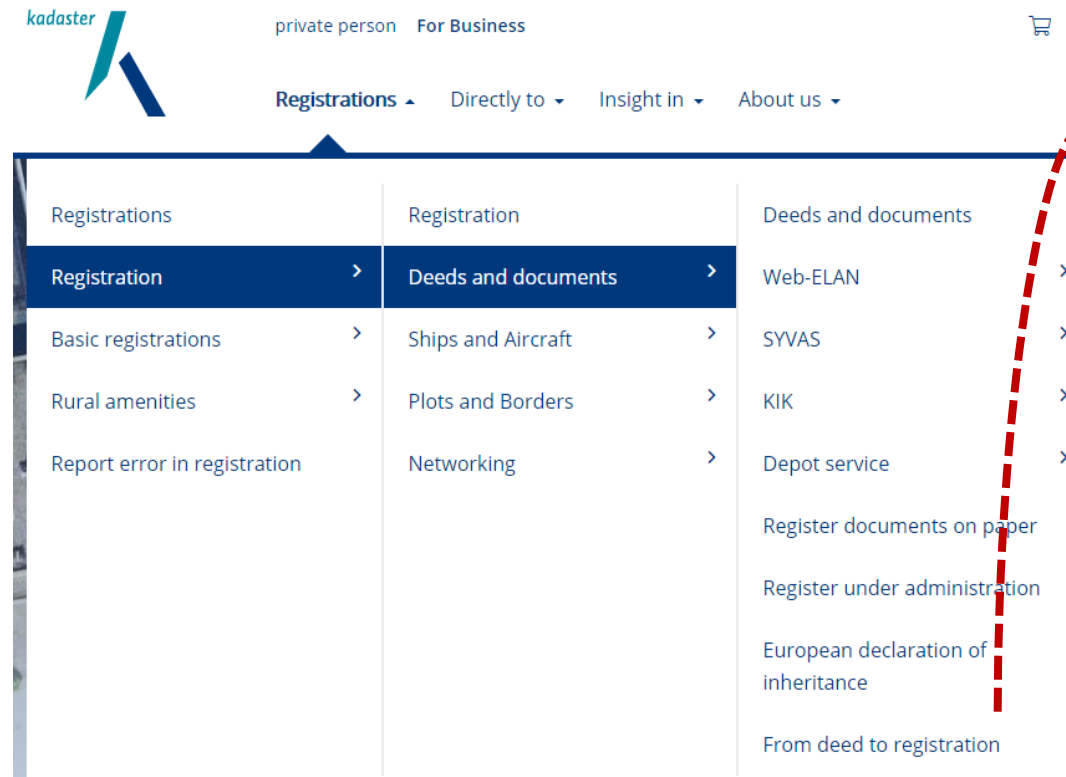 kadaster
private person For Business
Registrations Directly to Insight in About us
Registrations
Registration
Basic registrations
Rural amenities
Report error in registration
Registration
Deeds and documents
Ships and Aircraft
Plots and Borders
Networking
Deeds and documents
Web-ELAN
SYVAS
KIK
Depot service
Register documents on paper
Register under administration
European declaration of
inheritance
From deed to registration